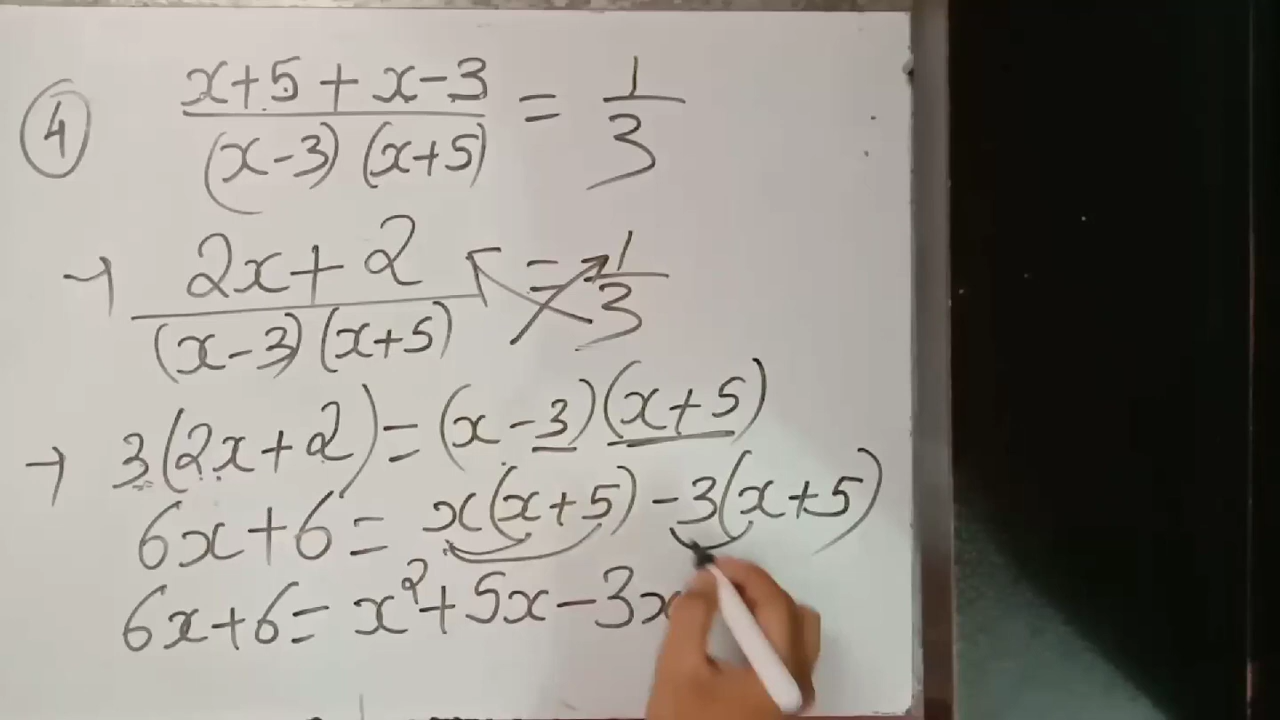 ④ x+5+x-3 / (x-3)(x+5) = 1/3
→ 2x+2 / (x-3)(x+5) = 1/3
→ 3(2x+2)=(x-3)(x+5)
6x+6= x(x+5)-3(x+5)
6x+6= x²+5x-3x